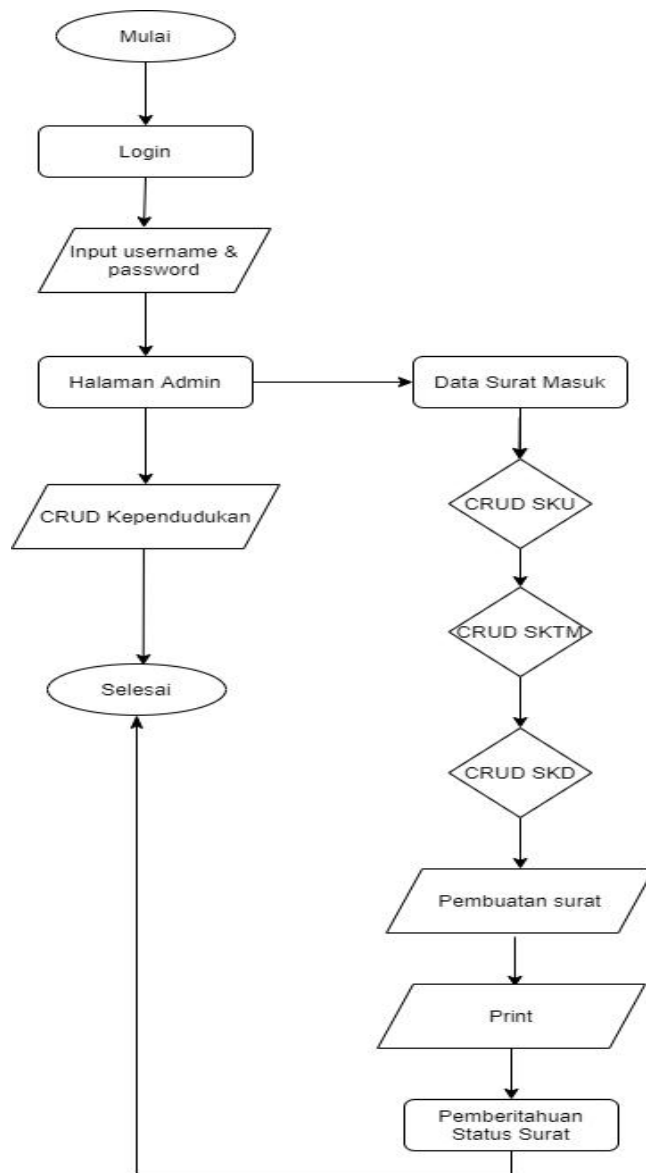 Mulai
Login
Input username &
password
Halaman Admin
Data Surat Masuk
CRUD Kependudukan
CRUD SKU
CRUD SKTM
Selesai
CRUD SKD
Pembuatan surat
Print
Pemberitahuan
Status Surat